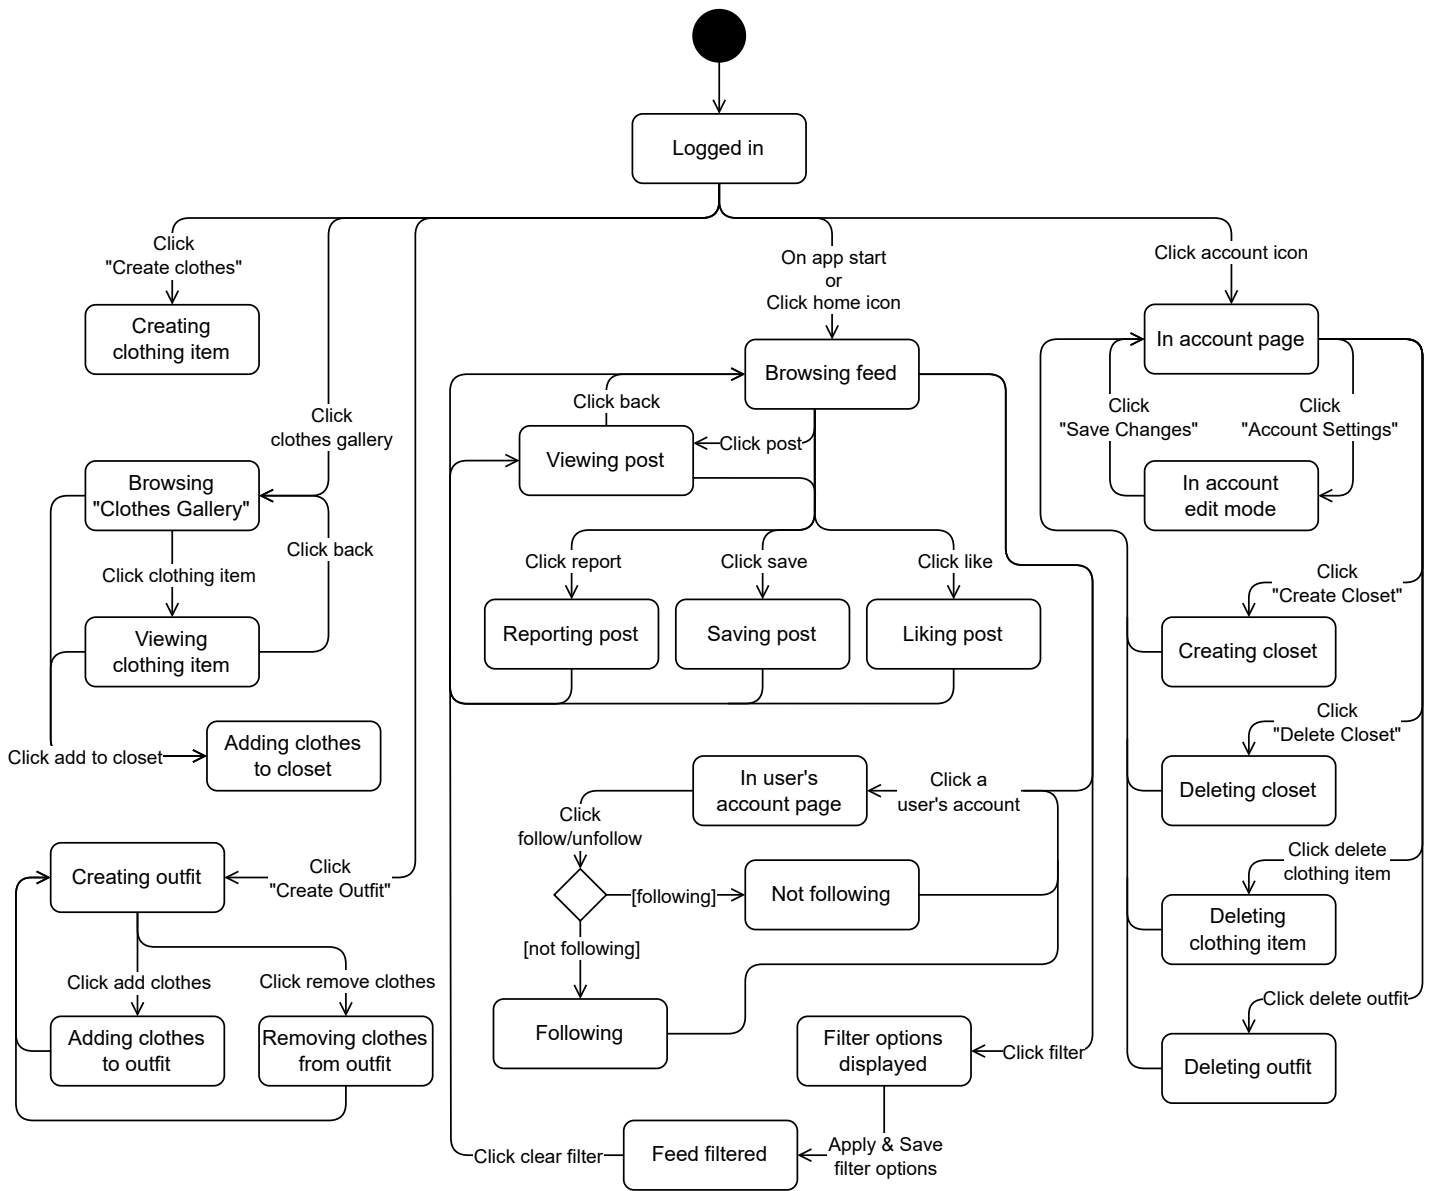 Logged in
Click
"Create clothes"
On app start
or
Click home icon
Click account icon
Creating
clothing item
Browsing feed
In account page
Click back
Click
clothes gallery
Click post
Click
"Save Changes"
Click
"Account Settings"
Viewing post
Browsing
"Clothes Gallery"
In account
edit mode
Click back
Click clothing item
Click report
Click save
Click like
Click
"Create Closet"
Viewing
clothing item
Reporting post
Saving post
Liking post
Creating closet
Click
"Delete Closet"
Click add to closet
Adding clothes
to closet
In user's
account page
Click a
user's account
Deleting closet
Click
follow/unfollow
Creating outfit
Click
"Create Outfit"
[following]
Not following
Click delete
clothing item
Deleting
clothing item
[not following]
Click add clothes
Click remove clothes
Click delete outfit
Adding clothes
to outfit
Removing clothes
from outfit
Following
Filter options
displayed
Click filter
Deleting outfit
Click clear filter
Feed filtered
Apply & Save
filter options